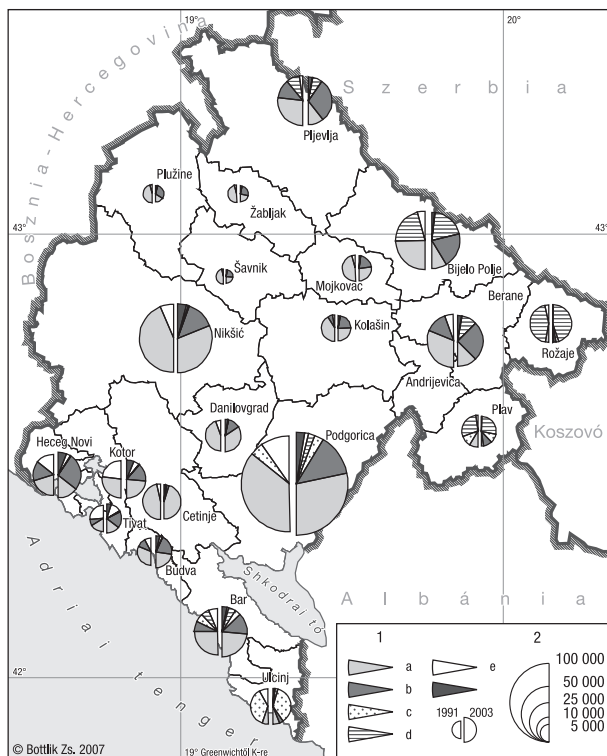 19°
20°
Bosznia-Hercegovina
Szerbia
Pljevlja
Plužine
Žabljak
43°
43°
Šavnik
Mojkovac
Bijelo Polje
Berane
Nikšić
Kolašin
Rožaje
Andrijevica
Danilovgrad
Plav
Podgorica
Koszovó
Heceg Novi
Kotor
Cetinje
Tivat
Budva
Shkodrai tó
Adriai tenger
Albánia
Bar
42°
42°
Ulcinj
1
2
a
b
c
d
e
1991
2003
100 000
50 000
25 000
10 000
5 000
© Bottlik Zs. 2007
19° Greenwichtől K-re